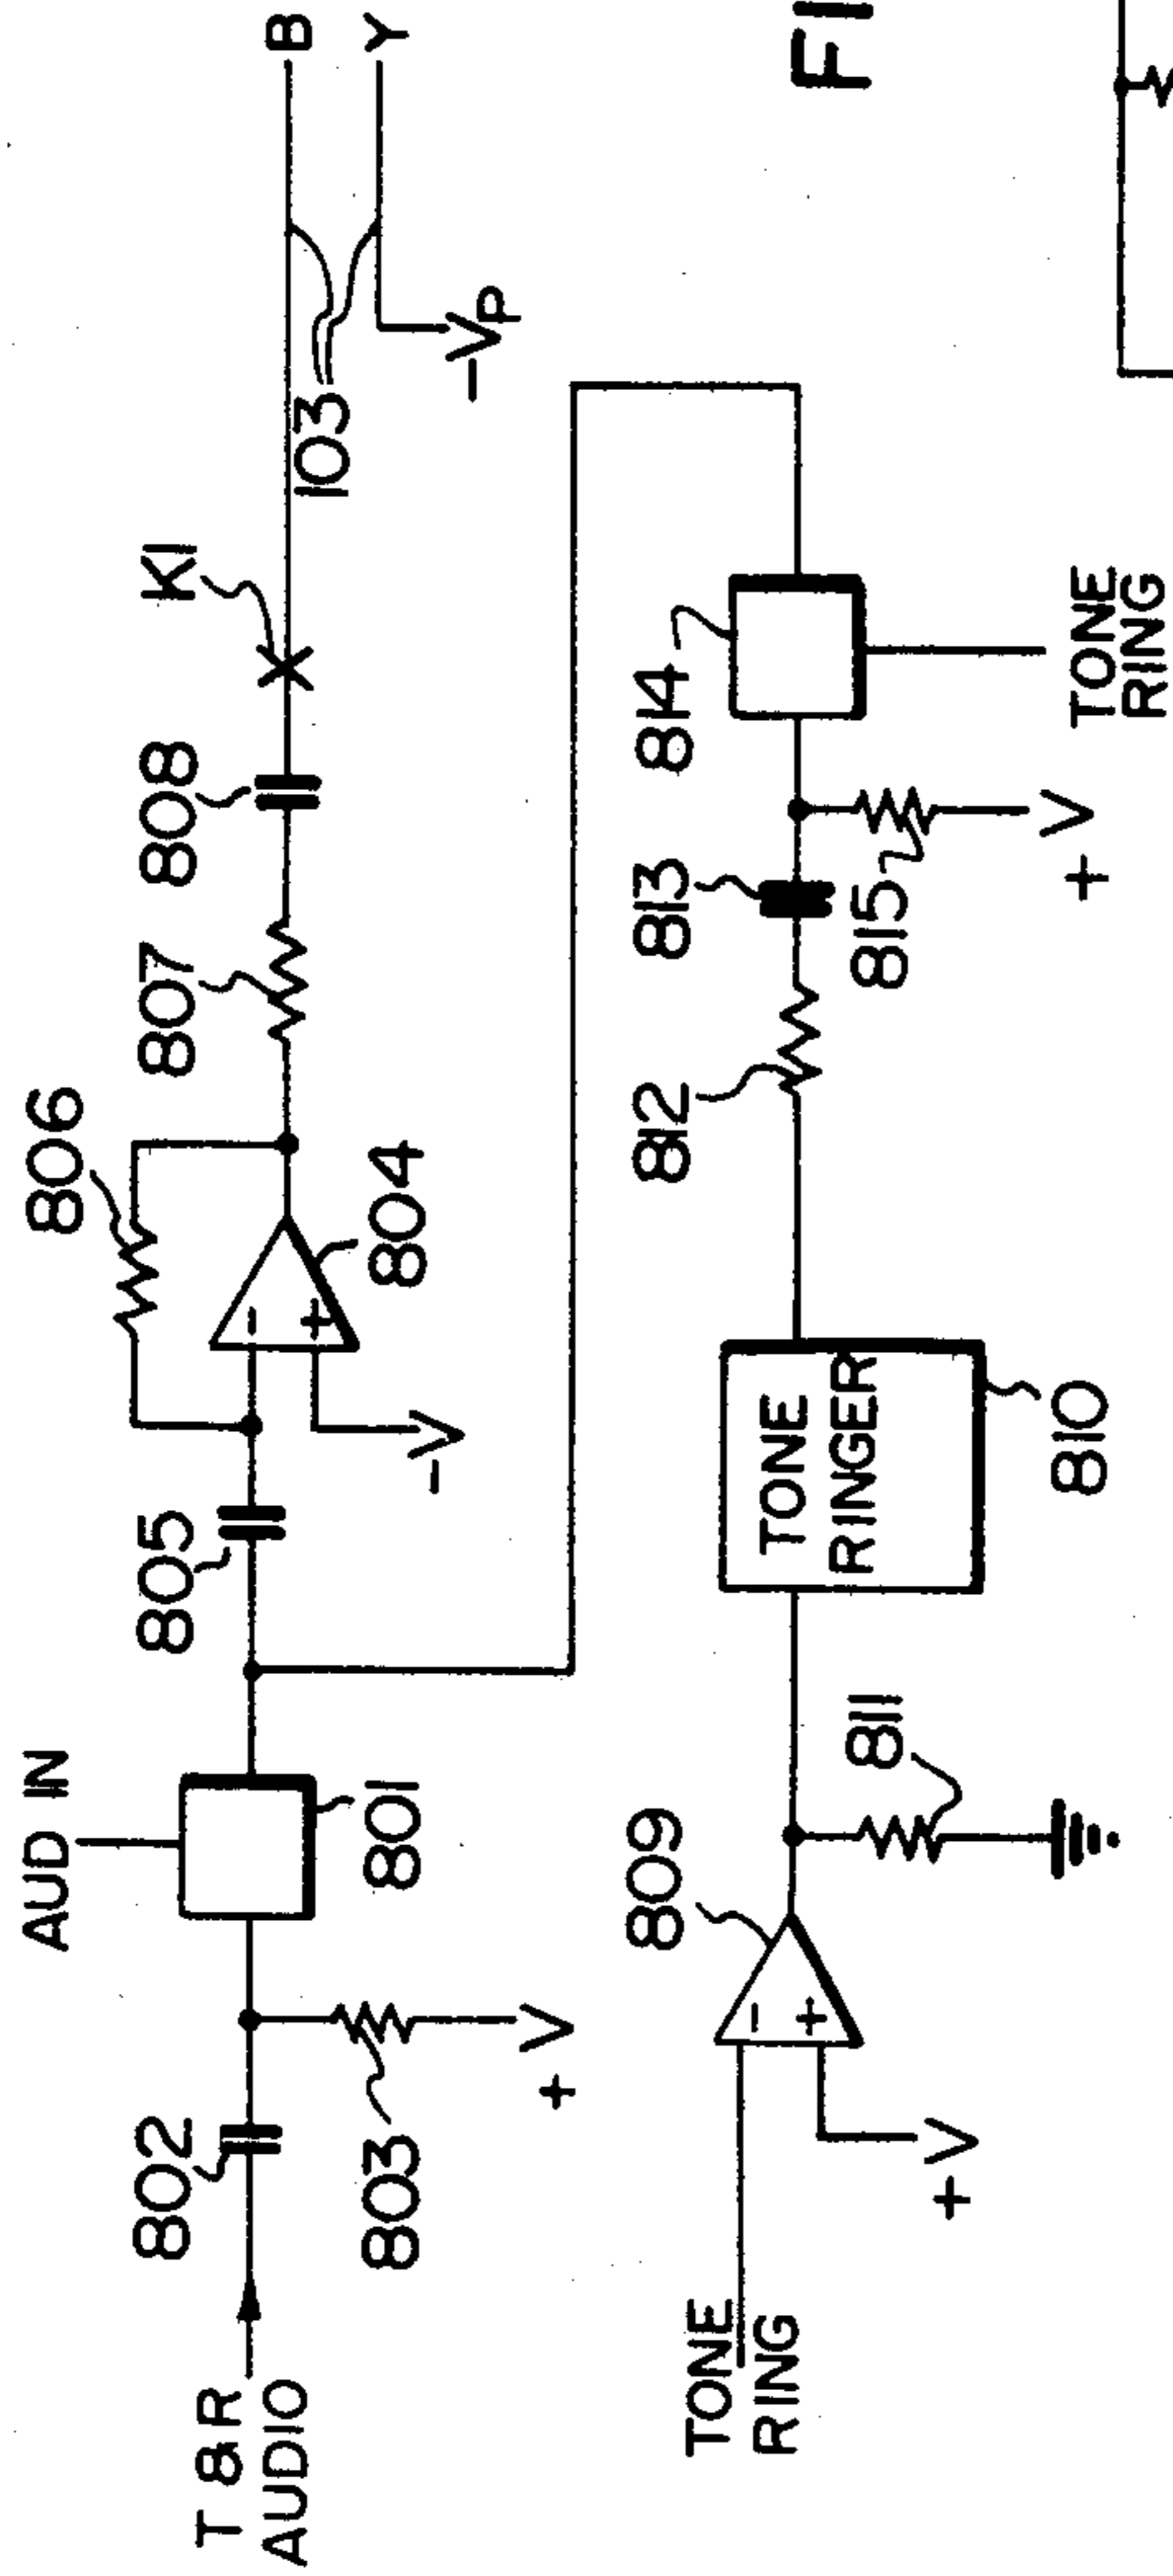 T & R
AUDIO
802
803
+V
AUD IN
801
805
-V
806
804
807
808
K1
103
-Vp
B
Y
TONE
RING
+V
809
811
TONE
RINGER
810
812
813
815
+V
814
TONE
RING
FI